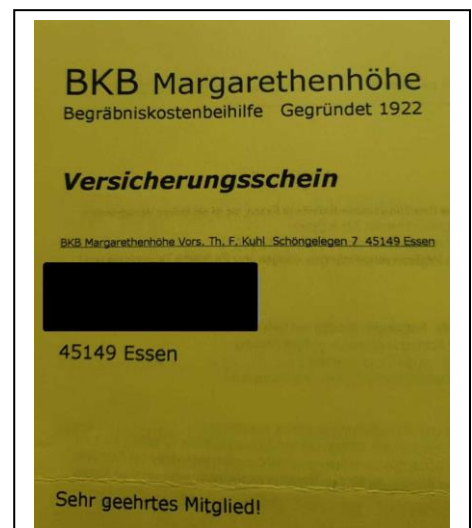 BKB Margarethenhöhe
Begräbniskostenbeihilfe Gegründet 1922
Versicherungsschein
BKB Margarethenhöhe Vors. Th. F. Kuhl Schöngelegen 7 45149 Essen
45149 Essen
Sehr geehrtes Mitglied!